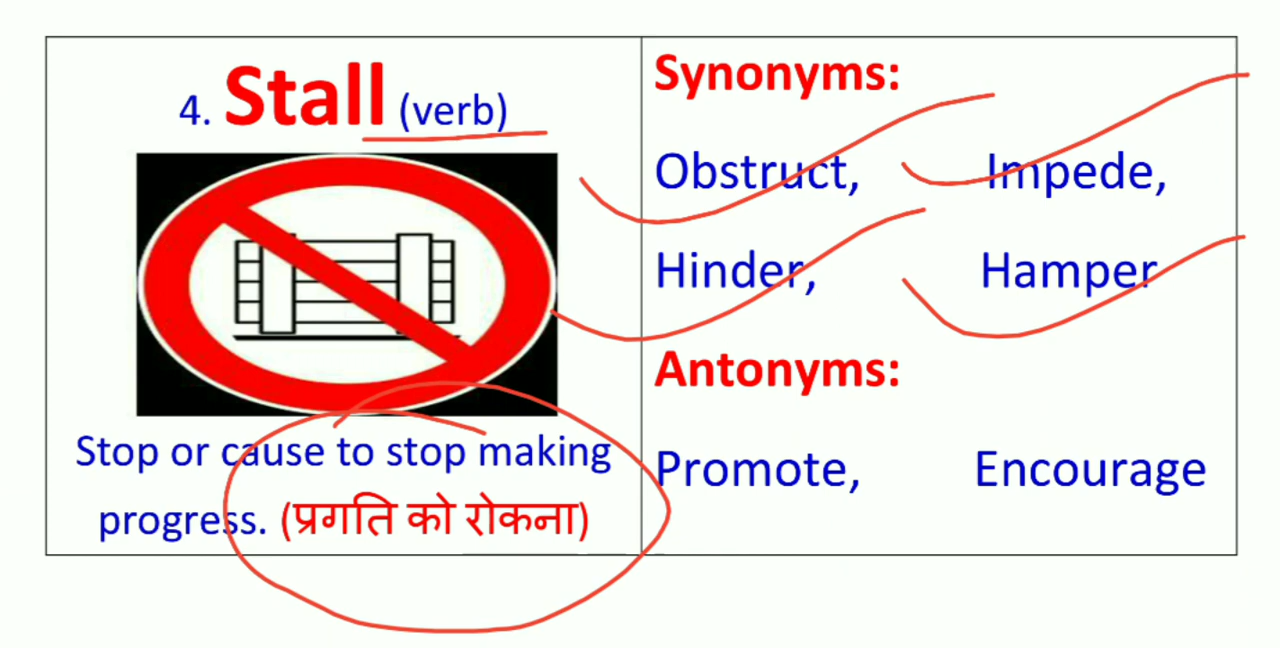 4. Stall (verb)
Stop or cause to stop making
progress. (प्रगति को रोकना)
Synonyms:
Obstruct, Impede,
Hinder, Hamper
Antonyms:
Promote, Encourage